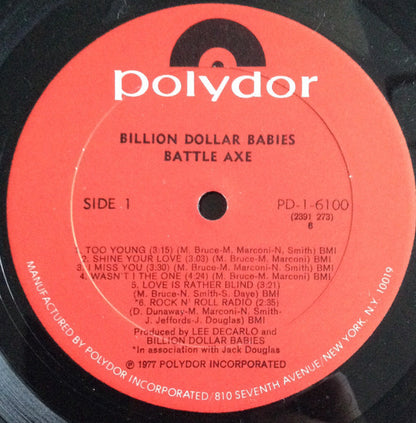 polydor
BILLION DOLLAR BABIES
BATTLE AXE
SIDE 1
PD-1-6100
(2391 273)
6
1. TOO YOUNG (3:15) (M. Bruce-M. Marconi-N. Smith) BMI
2. SHINE YOUR LOVE (3:03) (M. Bruce-M. Marconi) BMI
3. I MISS YOU (3:30) (M. Bruce-M. Marconi) BMI
4. WASN'T I THE ONE (4:24) (M. Bruce-M. Marconi) BMI
5. LOVE IS RATHER BLIND (3:21)
(M. Bruce-N. Smith-S. Daye) BMI
*6. ROCK N' ROLL RADIO (2:35)
(D. Dunaway-M. Marconi-N. Smith-
J. Jeffords-J. Douglas) BMI
Produced by LEE DECARLO and
BILLION DOLLAR BABIES
*In association with Jack Douglas
Ⓟ 1977 POLYDOR INCORPORATED
MANUFACTURED BY POLYDOR INCORPORATED/810 SEVENTH AVENUE/NEW YORK, N.Y. 10019